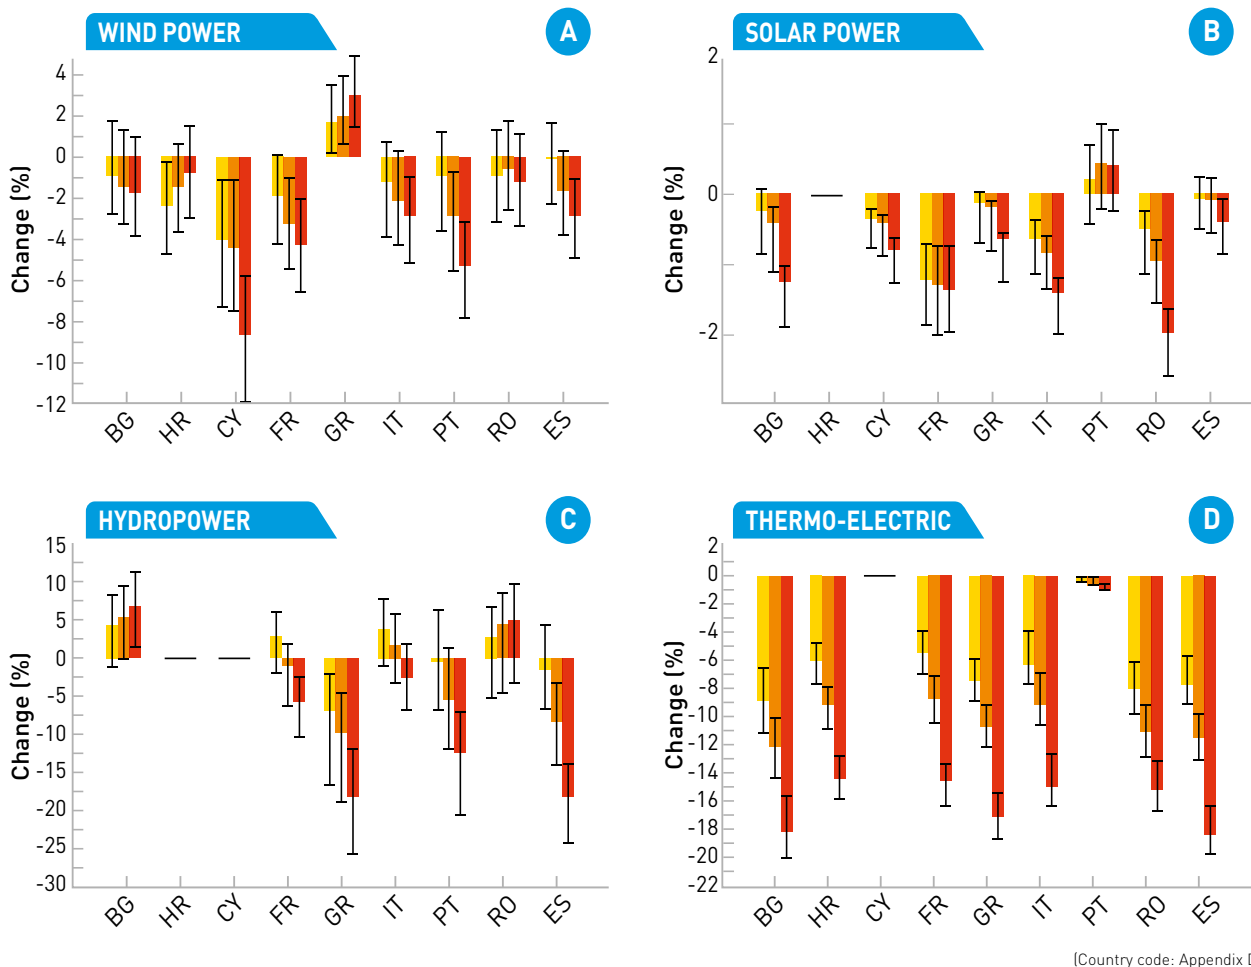 WIND POWER A
Change (%)
4
2
0
-2
-4
-6
-8
-10
-12
BG HR CY FR GR IT PT RO ES
SOLAR POWER B
Change (%)
2
1
0
-2
BG HR CY FR GR IT PT RO ES
HYDROPOWER C
Change (%)
15
10
5
0
-5
-10
-15
-20
-25
-30
BG HR CY FR GR IT PT RO ES
THERMO-ELECTRIC D
Change (%)
2
0
-2
-4
-6
-8
-10
-12
-14
-16
-18
-20
-22
BG HR CY FR GR IT PT RO ES
(Country code: Appendix